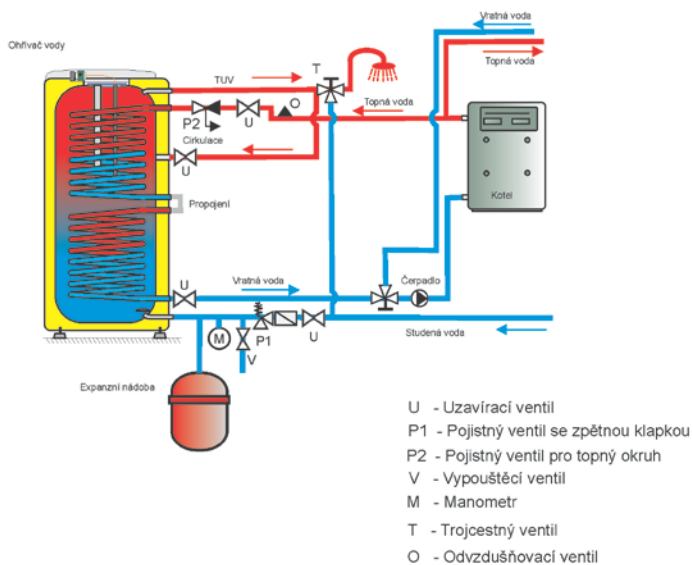 Vratná voda
Ohřívač vody
Topná voda
TUV
T
O
Topná voda
P2
U
Cirkulace
U
Kotel
Propojení
U
Vratná voda
Čerpadlo
M
P1
U
Studená voda
V
Expanzní nádoba
U - Uzavírací ventil
P1 - Pojistný ventil se zpětnou klapkou
P2 - Pojistný ventil pro topný okruh
V - Vypouštěcí ventil
M - Manometr
T - Trojcestný ventil
O - Odvzdušňovací ventil